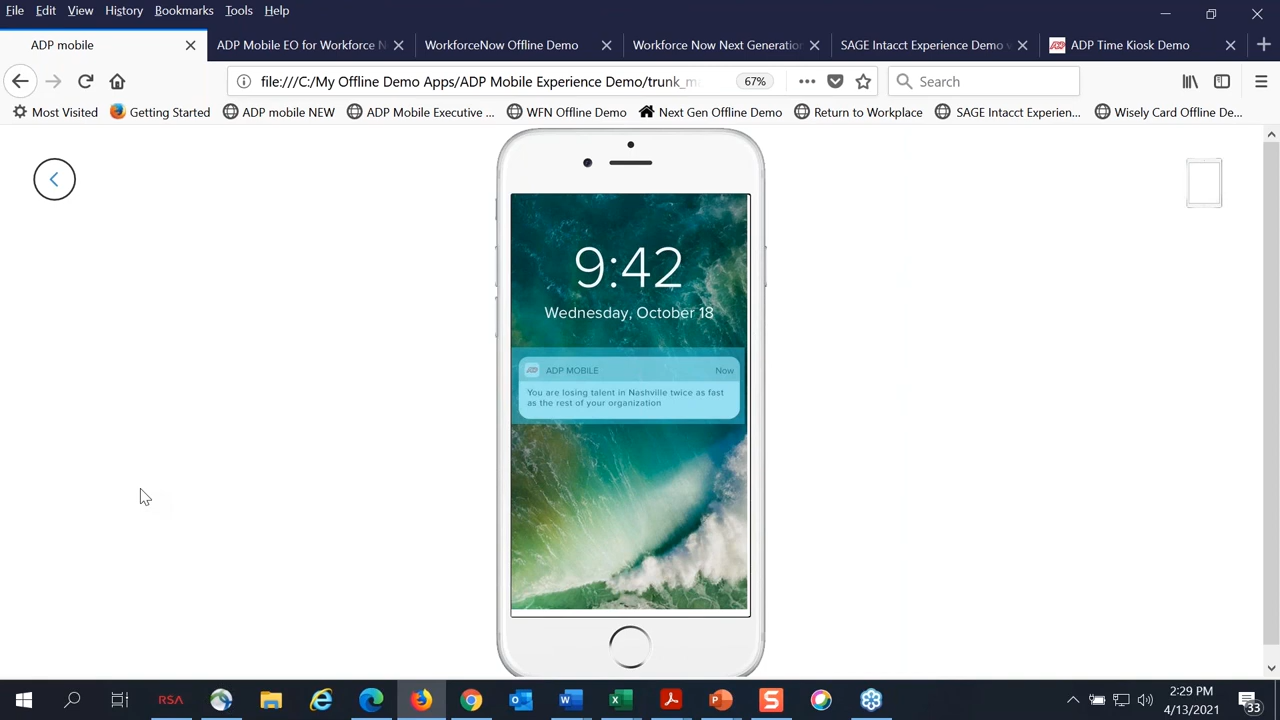 File Edit View History Bookmarks Tools Help
ADP mobile
ADP Mobile EO for Workforce N
WorkforceNow Offline Demo
Workforce Now Next Generation
SAGE Intacct Experience Demo
ADP Time Kiosk Demo
file:///C:/My Offline Demo Apps/ADP Mobile Experience Demo/trunk_m
67%
Search
Most Visited
Getting Started
ADP mobile NEW
ADP Mobile Executive ...
WFN Offline Demo
Next Gen Offline Demo
Return to Workplace
SAGE Intacct Experien...
Wisely Card Offline De...
9:42
Wednesday, October 18
ADP MOBILE Now
You are losing talent in Nashville twice as fast
as the rest of your organization
RSA
2:29 PM
4/13/2021
33